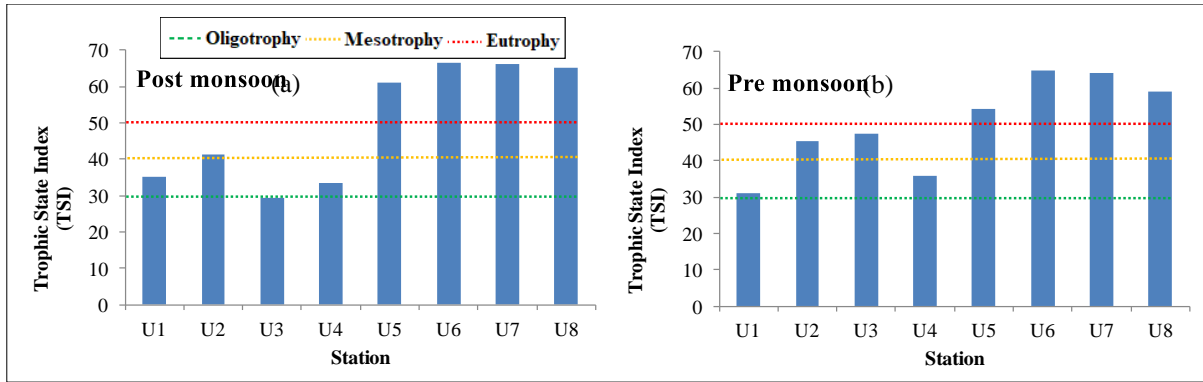 Oligotrophy Mesotrophy Eutrophy
Post monsoon (a)
70
60
50
40
30
20
10
0
Trophic State Index
(TSI)
U1 U2 U3 U4 U5 U6 U7 U8
Station
Pre monsoon (b)
70
60
50
40
30
20
10
0
Trophic State Index
(TSI)
U1 U2 U3 U4 U5 U6 U7 U8
Station